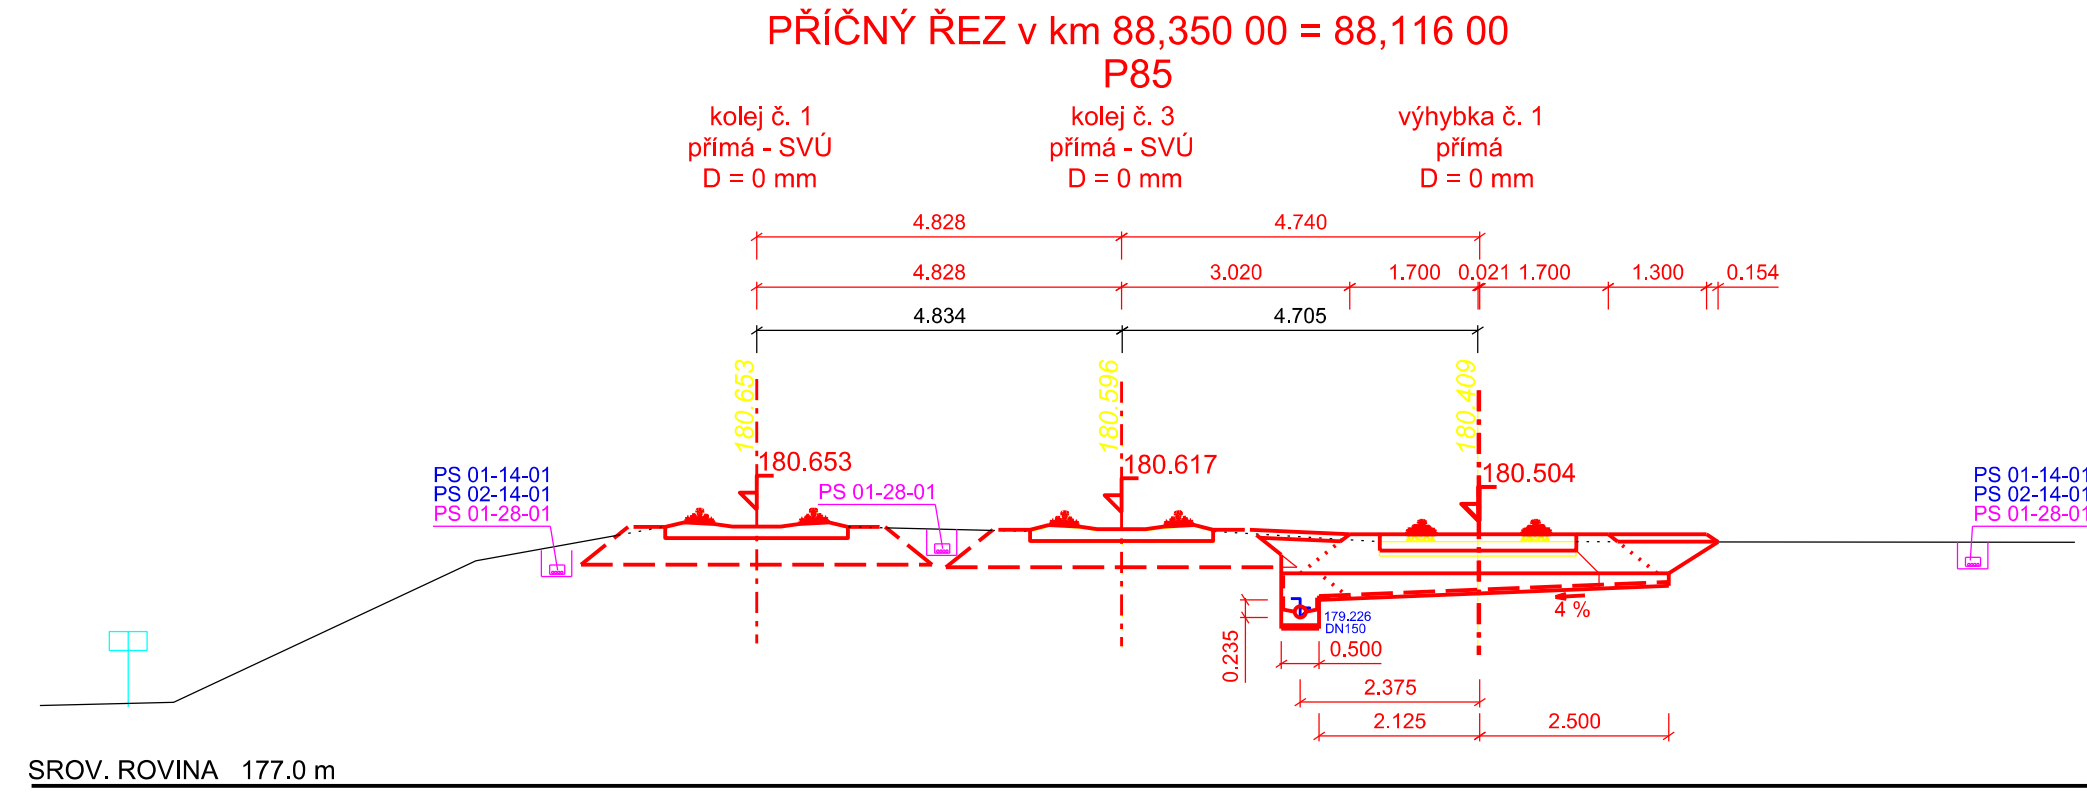 PŘÍČNÝ ŘEZ v km 88,350 00 = 88,116 00
P85
kolej č. 1
přímá - SVÚ
D = 0 mm
kolej č. 3
přímá - SVÚ
D = 0 mm
výhybka č. 1
přímá
D = 0 mm
4.828
4.740
4.828
3.020
1.700
0.021
1.700
1.300
0.154
4.834
4.705
180.653
180.596
180.409
180.653
180.617
180.504
PS 01-14-01
PS 02-14-01
PS 01-28-01
PS 01-28-01
PS 01-14-01
PS 02-14-01
PS 01-28-01
4 %
179.226
DN150
0.235
0.500
2.375
2.125
2.500
SROV. ROVINA 177.0 m